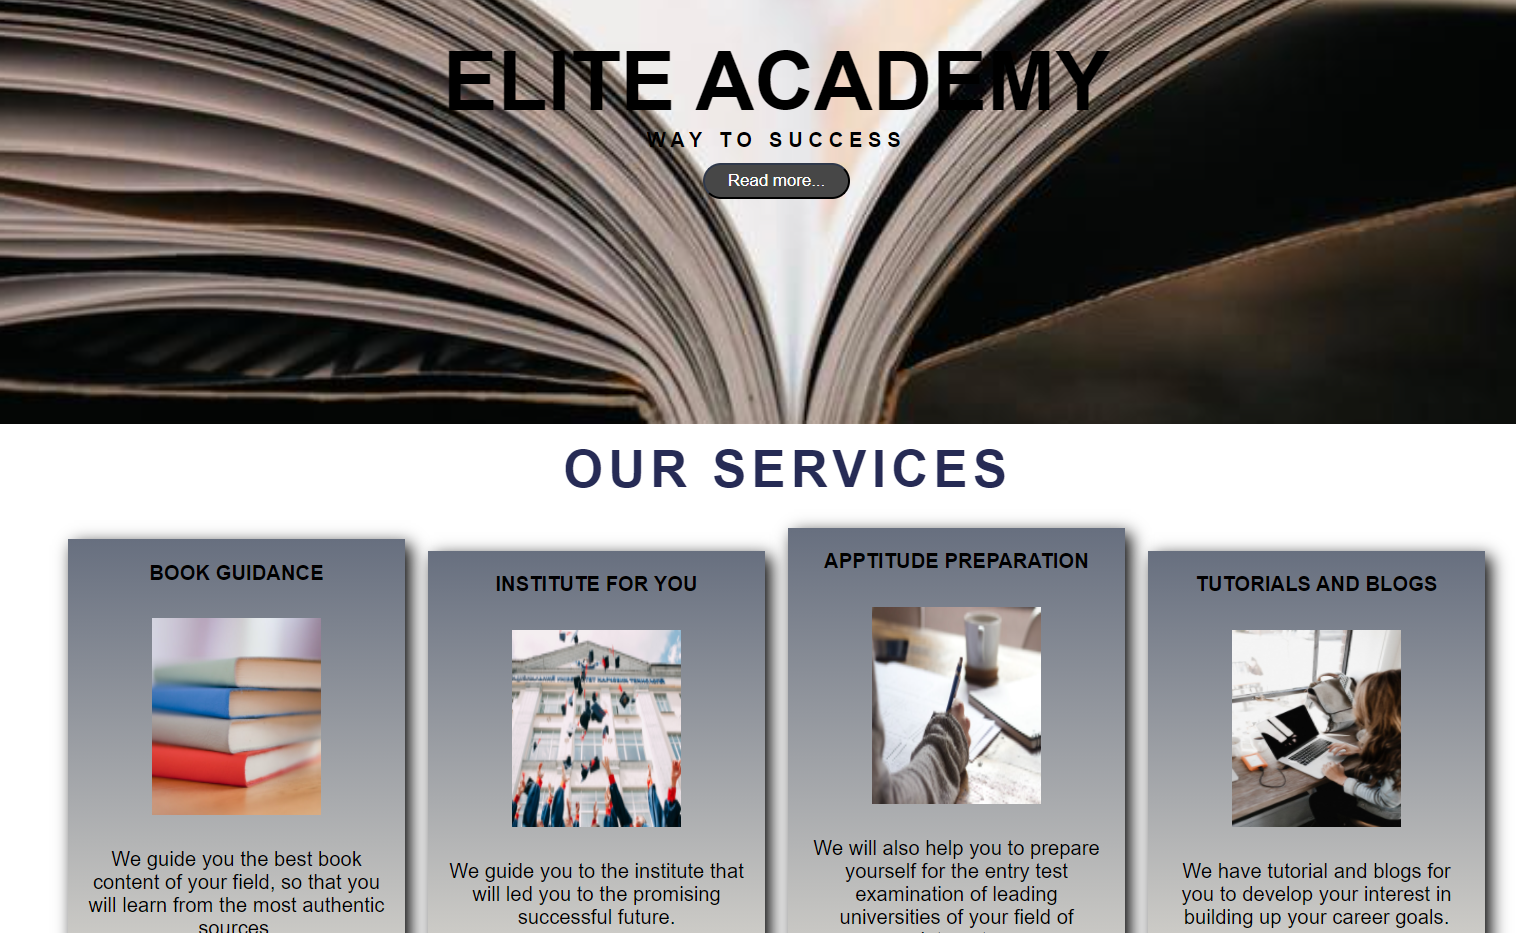 ELITE ACADEMY
WAY TO SUCCESS
Read more...
OUR SERVICES
BOOK GUIDANCE
We guide you the best book
content of your field, so that you
will learn from the most authentic
sources
INSTITUTE FOR YOU
We guide you to the institute that
will led you to the promising
successful future.
APPTITUDE PREPARATION
We will also help you to prepare
yourself for the entry test
examination of leading
universities of your field of
TUTORIALS AND BLOGS
We have tutorial and blogs for
you to develop your interest in
building up your career goals.